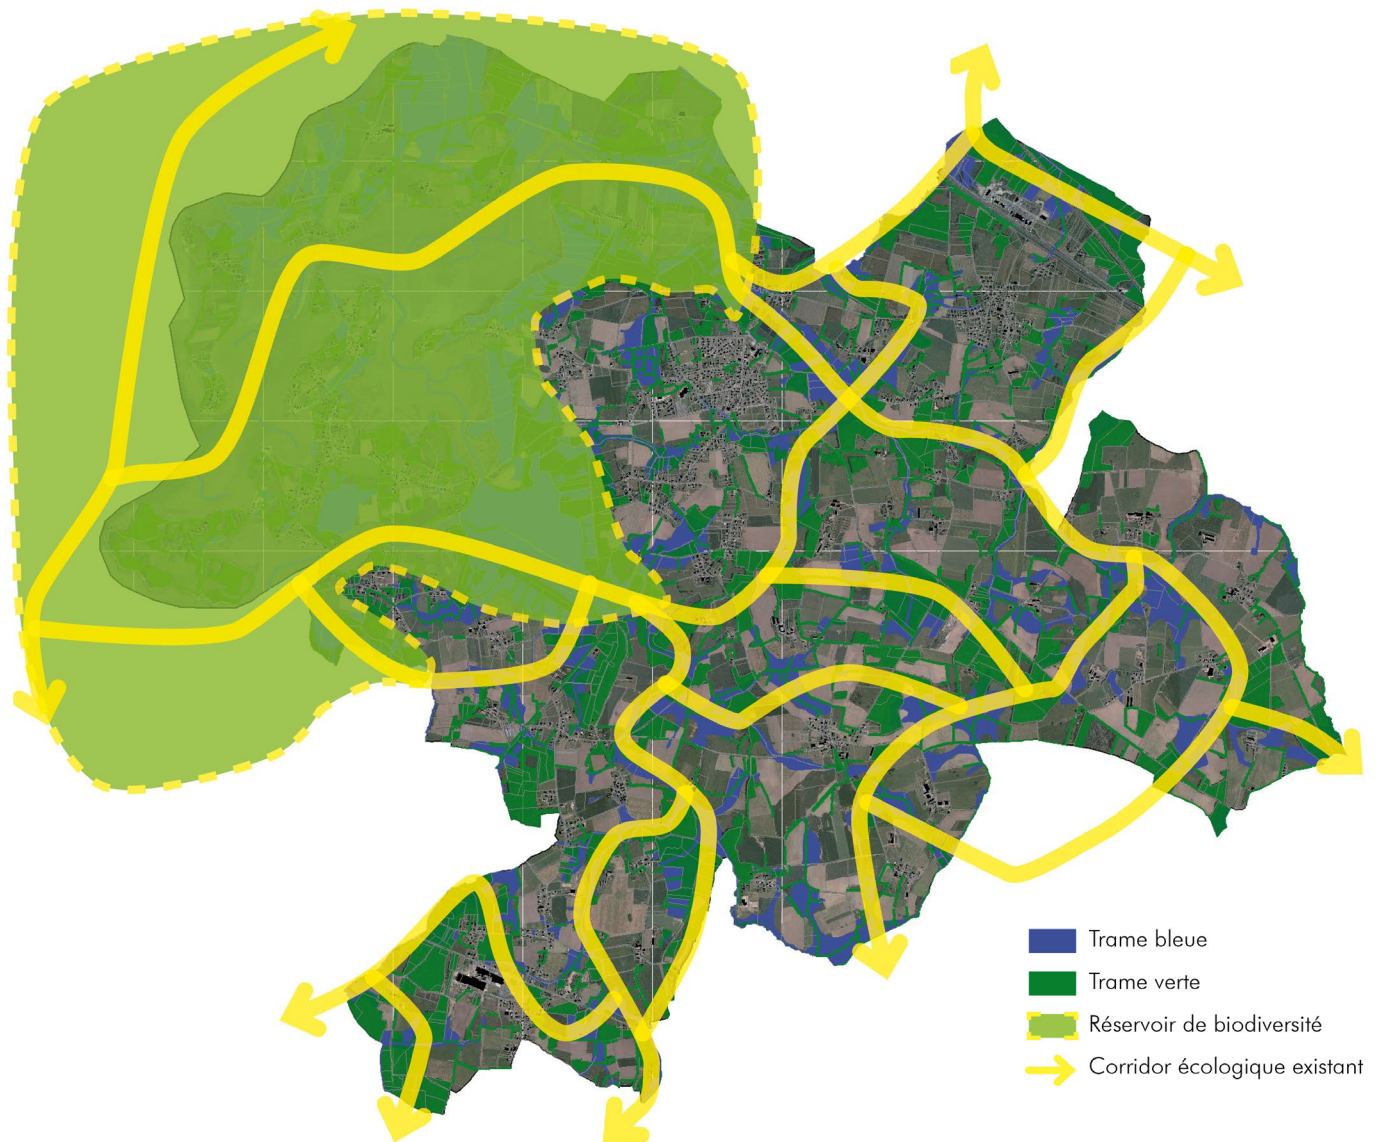 Trame bleue
Trame verte
Réservoir de biodiversité
Corridor écologique existant